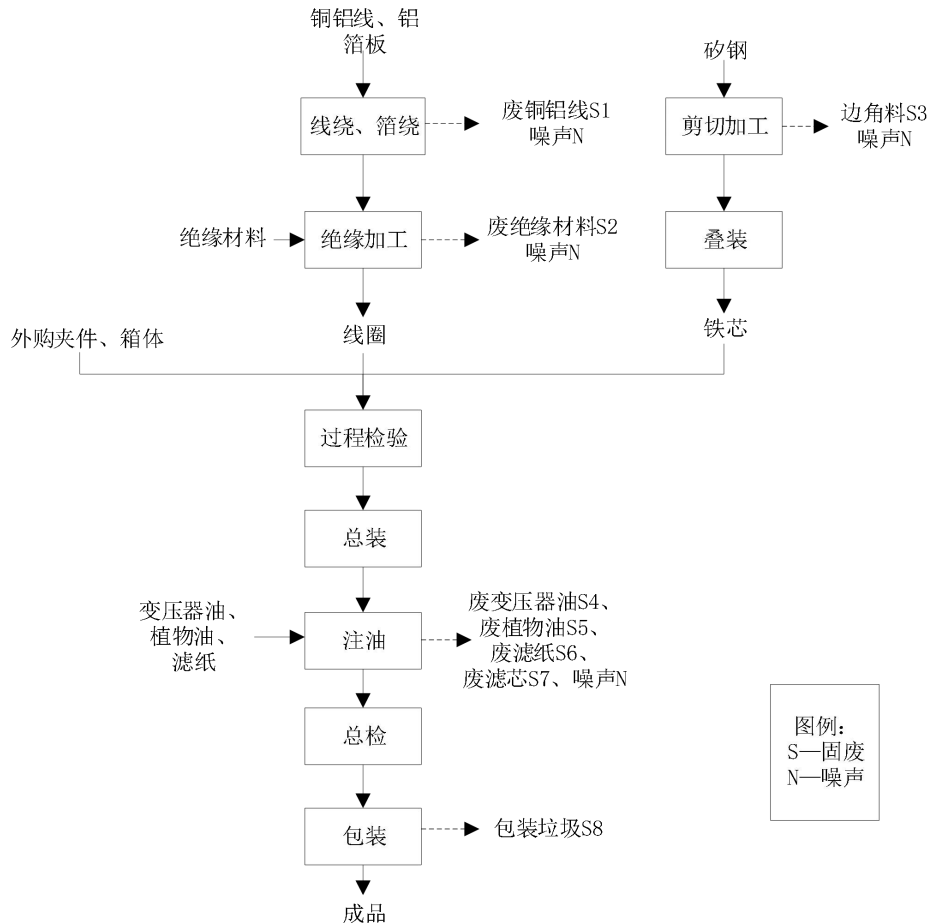 铜铝线、铝
箔板
矽钢
线绕、箔绕
废铜铝线S1
噪声N
剪切加工
边角料S3
噪声N
绝缘材料
绝缘加工
废绝缘材料S2
噪声N
叠装
外购夹件、箱体
线圈
铁芯
过程检验
总装
变压器油、
植物油、
滤纸
注油
废变压器油S4、
废植物油S5、
废滤纸S6、
废滤芯S7、噪声N
总检
图例：
S—固废
N—噪声
包装
包装垃圾S8
成品